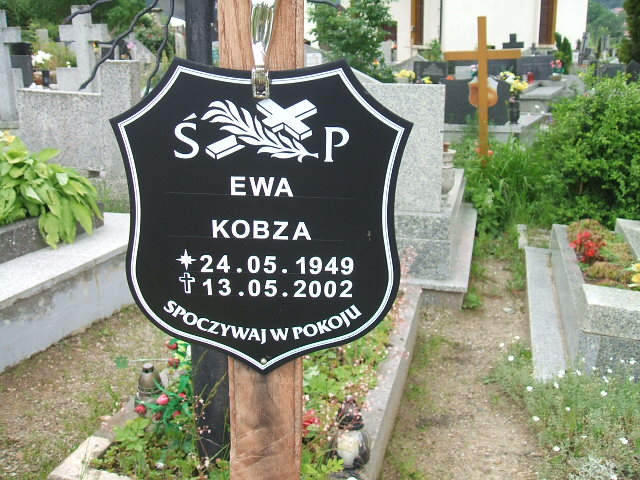 Ś P
EWA
KOBZA
24.05.1949
13.05.2002
SPOCZYWAJ W POKOJU